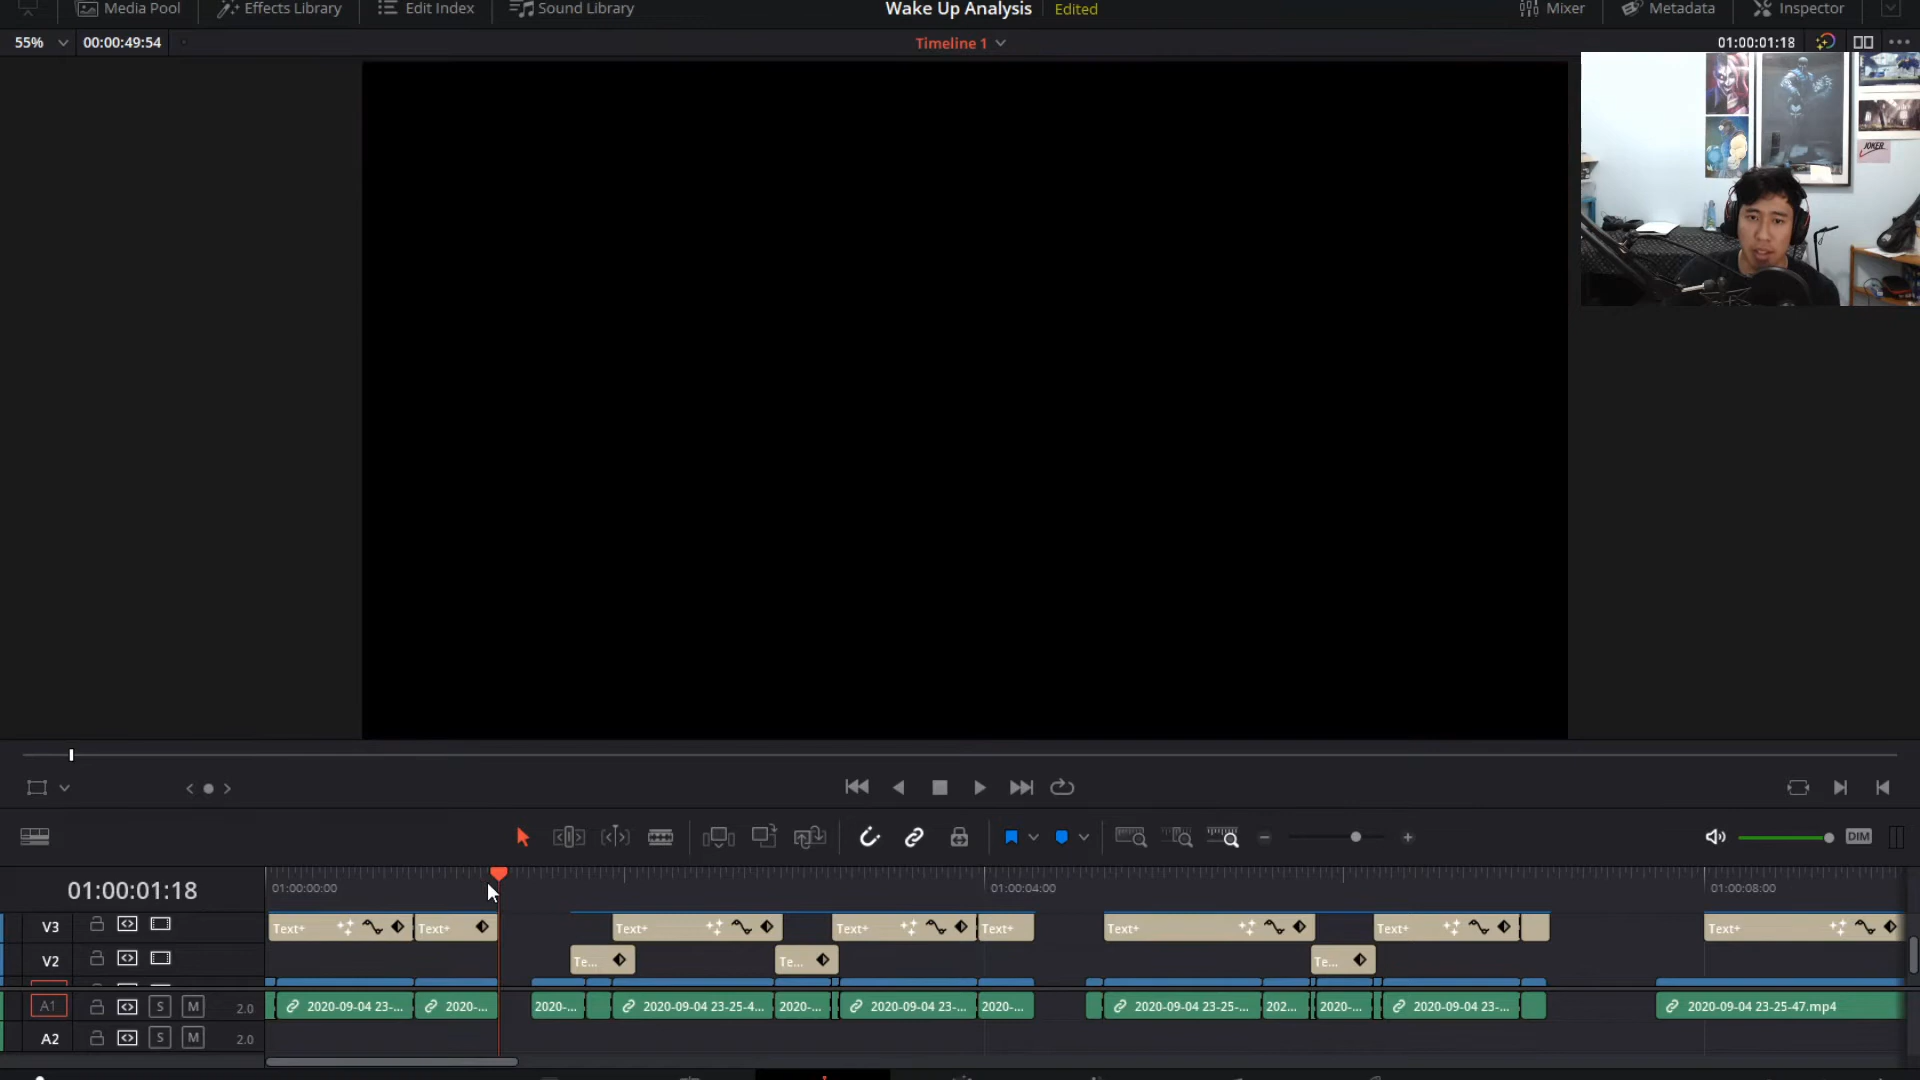 Media Pool Effects Library Edit Index Sound Library Wake Up Analysis Edited Mixer Metadata Inspector
55% 00:00:49:54 Timeline 1 01:00:01:18
JOKER
DIM
01:00:01:18 01:00:00:00 01:00:04:00 01:00:08:00
V3 Text+ Text+ Text+ Text+ Text+ Text+ Text+ Text+
V2 Te... Te... Te...
A1 S M 2.0 2020-09-04 23-... 2020-... 2020-... 2020-09-04 23-25-4... 2020-... 2020-09-04 23-... 2020-... 2020-09-04 23-25-... 202... 2020-... 2020-09-04 23-... 2020-09-04 23-25-47.mp4
A2 S M 2.0